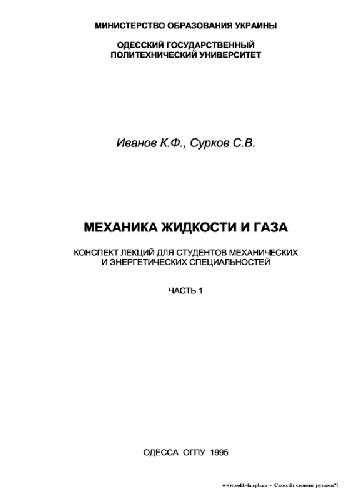 МИНИСТЕРСТВО ОБРАЗОВАНИЯ УКРАИНЫ
ОДЕССКИЙ ГОСУДАРСТВЕННЫЙ
ПОЛИТЕХНИЧЕСКИЙ УНИВЕРСИТЕТ
Иванов К.Ф., Сурков С.В.
МЕХАНИКА ЖИДКОСТИ И ГАЗА
КОНСПЕКТ ЛЕКЦИЙ ДЛЯ СТУДЕНТОВ МЕХАНИЧЕСКИХ
И ЭНЕРГЕТИЧЕСКИХ СПЕЦИАЛЬНОСТЕЙ
ЧАСТЬ 1
ОДЕССА ОГПУ 1995